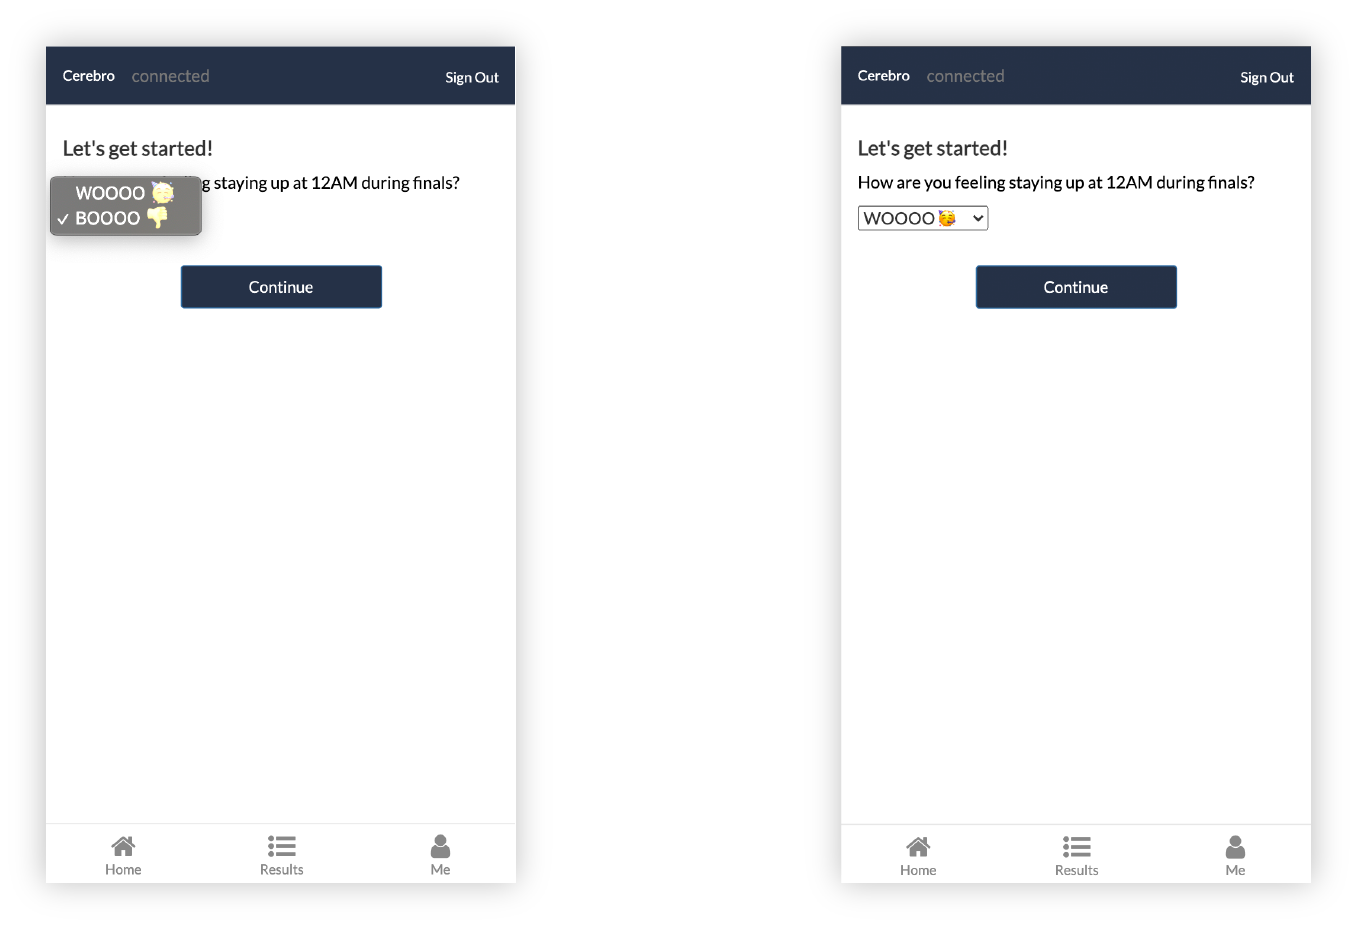 Cerebro connected Sign Out
Let's get started!
g staying up at 12AM during finals?
WOOOO 🥳
✓ BOOOO 👎
Continue
Home Results Me
Cerebro connected Sign Out
Let's get started!
How are you feeling staying up at 12AM during finals?
WOOOO🥳
Continue
Home Results Me